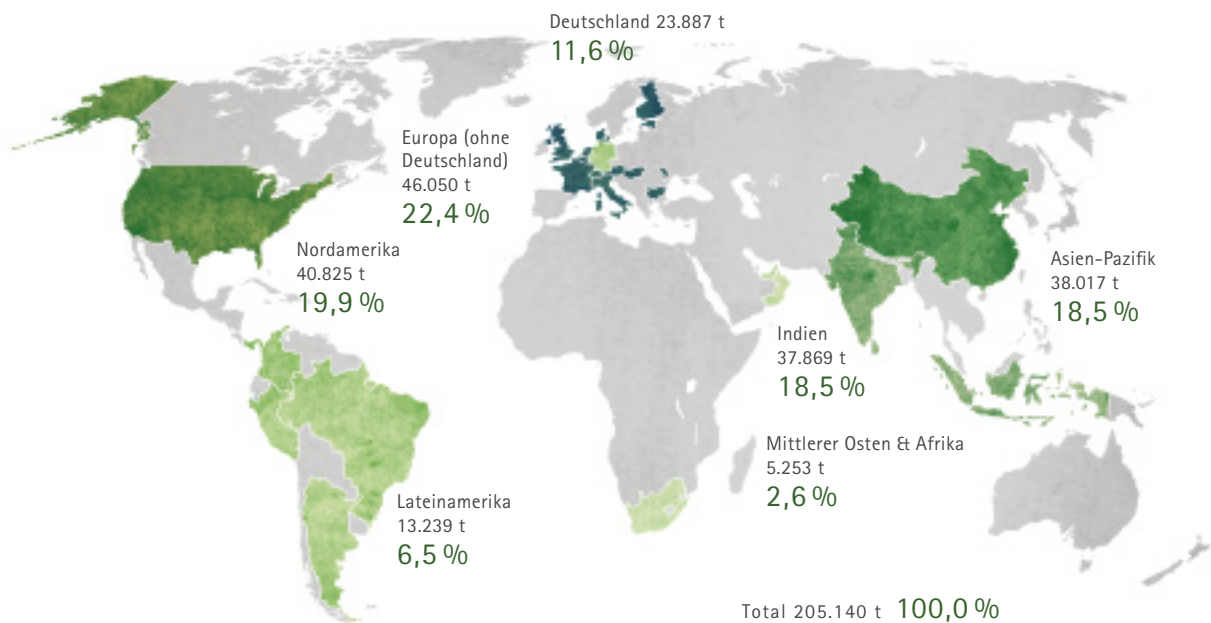 Deutschland 23.887 t
11,6 %
Europa (ohne
Deutschland)
46.050 t
22,4 %
Nordamerika
40.825 t
19,9 %
Asien-Pazifik
38.017 t
18,5 %
Indien
37.869 t
18,5 %
Mittlerer Osten & Afrika
5.253 t
2,6 %
Lateinamerika
13.239 t
6,5 %
Total 205.140 t 100,0 %